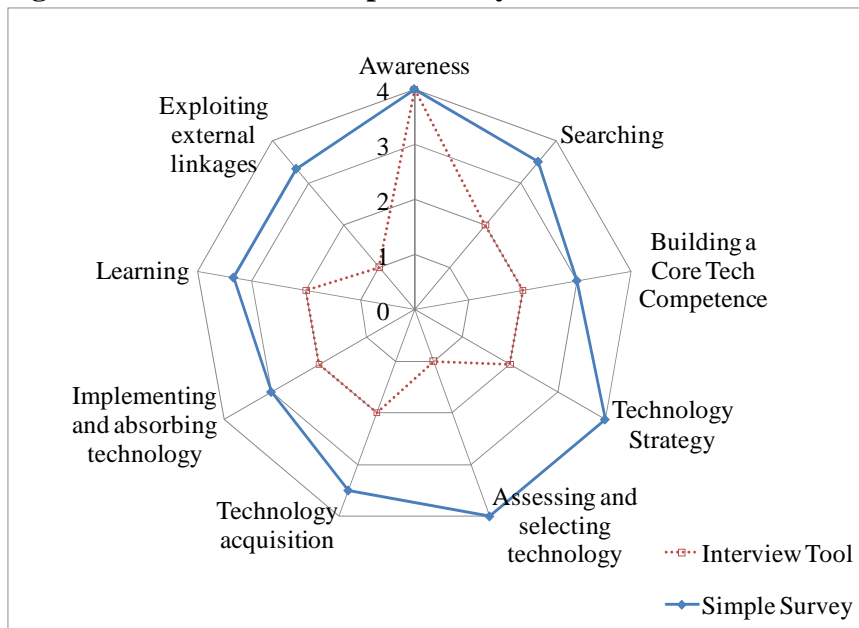 Awareness
4
3
2
1
0
Searching
Building a
Core Tech
Competence
Technology
Strategy
Assessing and
selecting
technology
Technology
acquisition
Implementing
and absorbing
technology
Learning
Exploiting
external
linkages
Interview Tool
Simple Survey